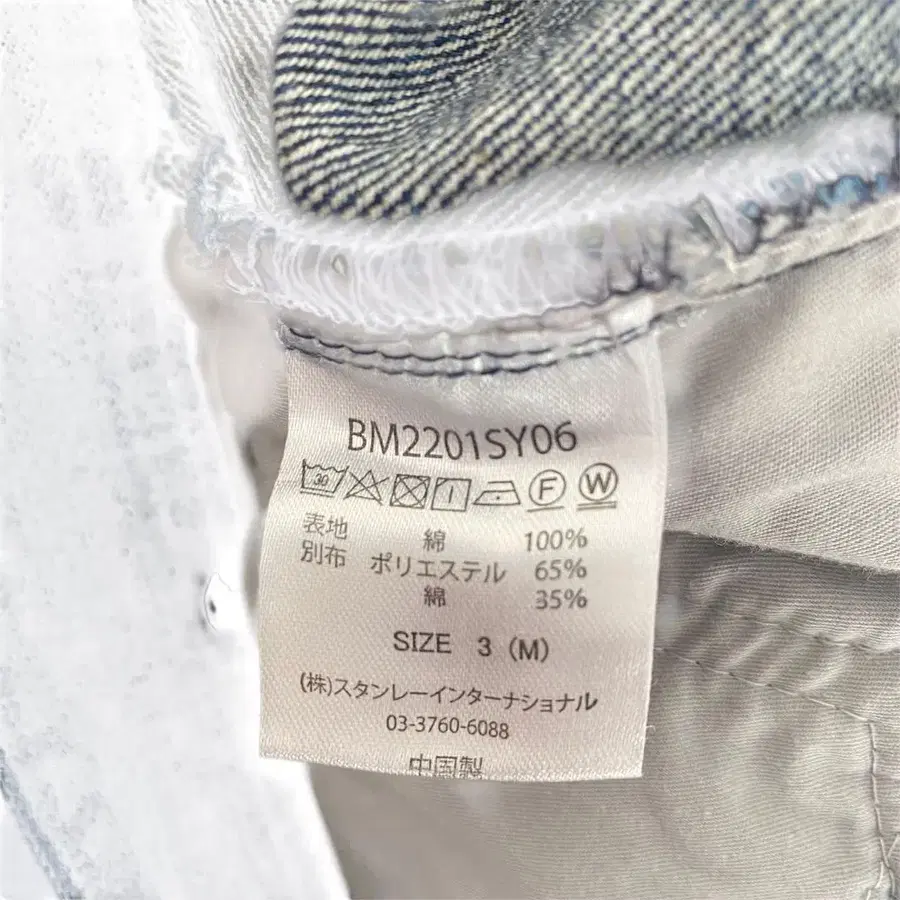 BM2201SY06
30 F W
表地 綿 100%
別布 ポリエステル 65%
綿 35%
SIZE 3 (M)
(株)スタンレーインターナショナル
03-3760-6088
中国製